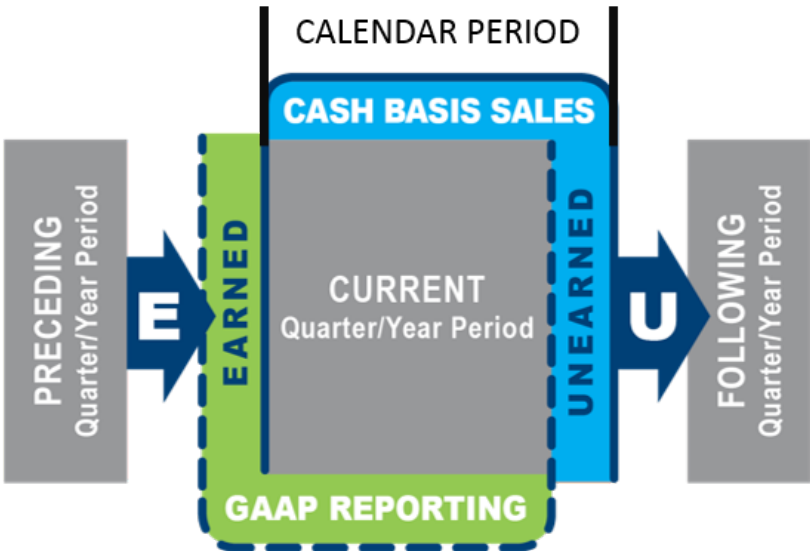 CALENDAR PERIOD
CASH BASIS SALES
PRECEDING
Quarter/Year Period
E
EARNED
CURRENT
Quarter/Year Period
UNEARNED
U
FOLLOWING
Quarter/Year Period
GAAP REPORTING